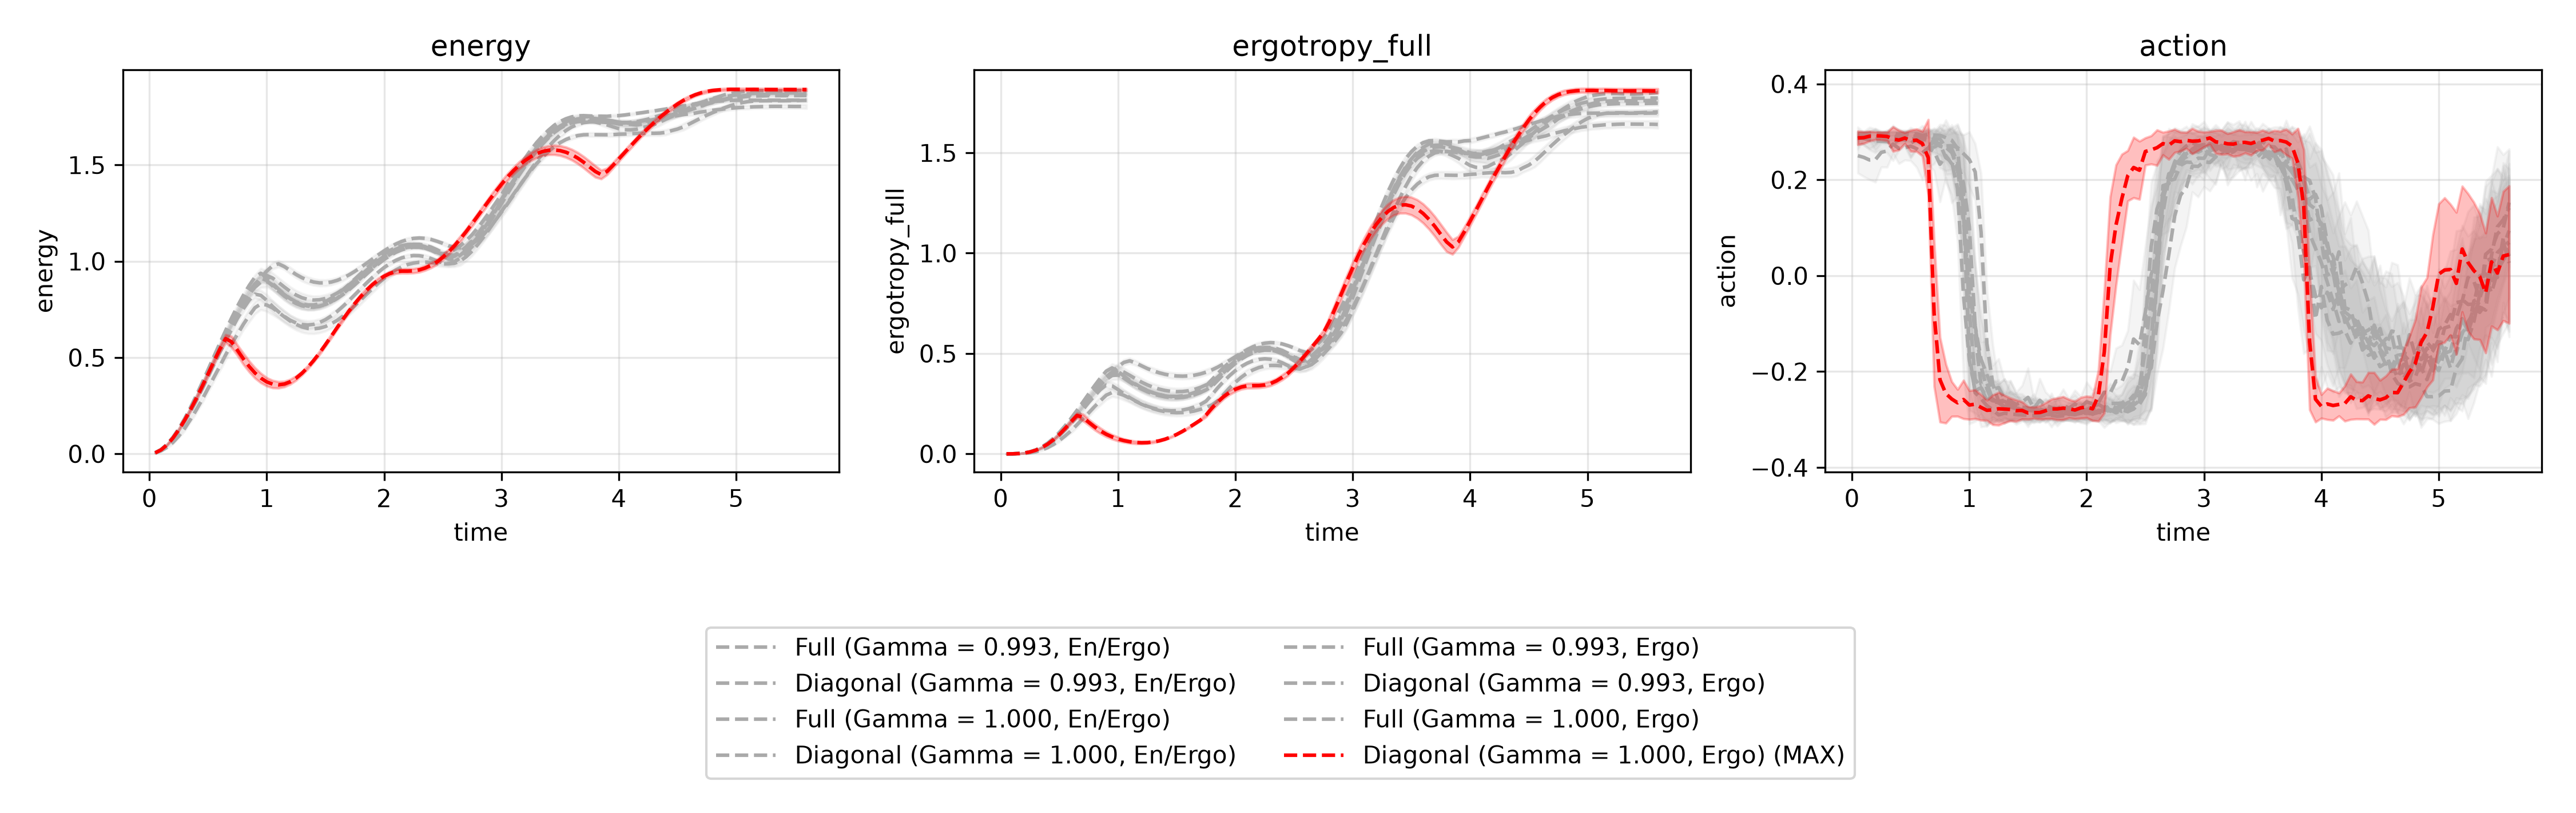 energy
energy
1.5
1.0
0.5
0.0
0 1 2 3 4 5
time
ergotropy_full
ergotropy_full
1.5
1.0
0.5
0.0
0 1 2 3 4 5
time
action
action
0.4
0.2
0.0
−0.2
−0.4
0 1 2 3 4 5
time
Full (Gamma = 0.993, En/Ergo)
Diagonal (Gamma = 0.993, En/Ergo)
Full (Gamma = 1.000, En/Ergo)
Diagonal (Gamma = 1.000, En/Ergo)
Full (Gamma = 0.993, Ergo)
Diagonal (Gamma = 0.993, Ergo)
Full (Gamma = 1.000, Ergo)
Diagonal (Gamma = 1.000, Ergo) (MAX)